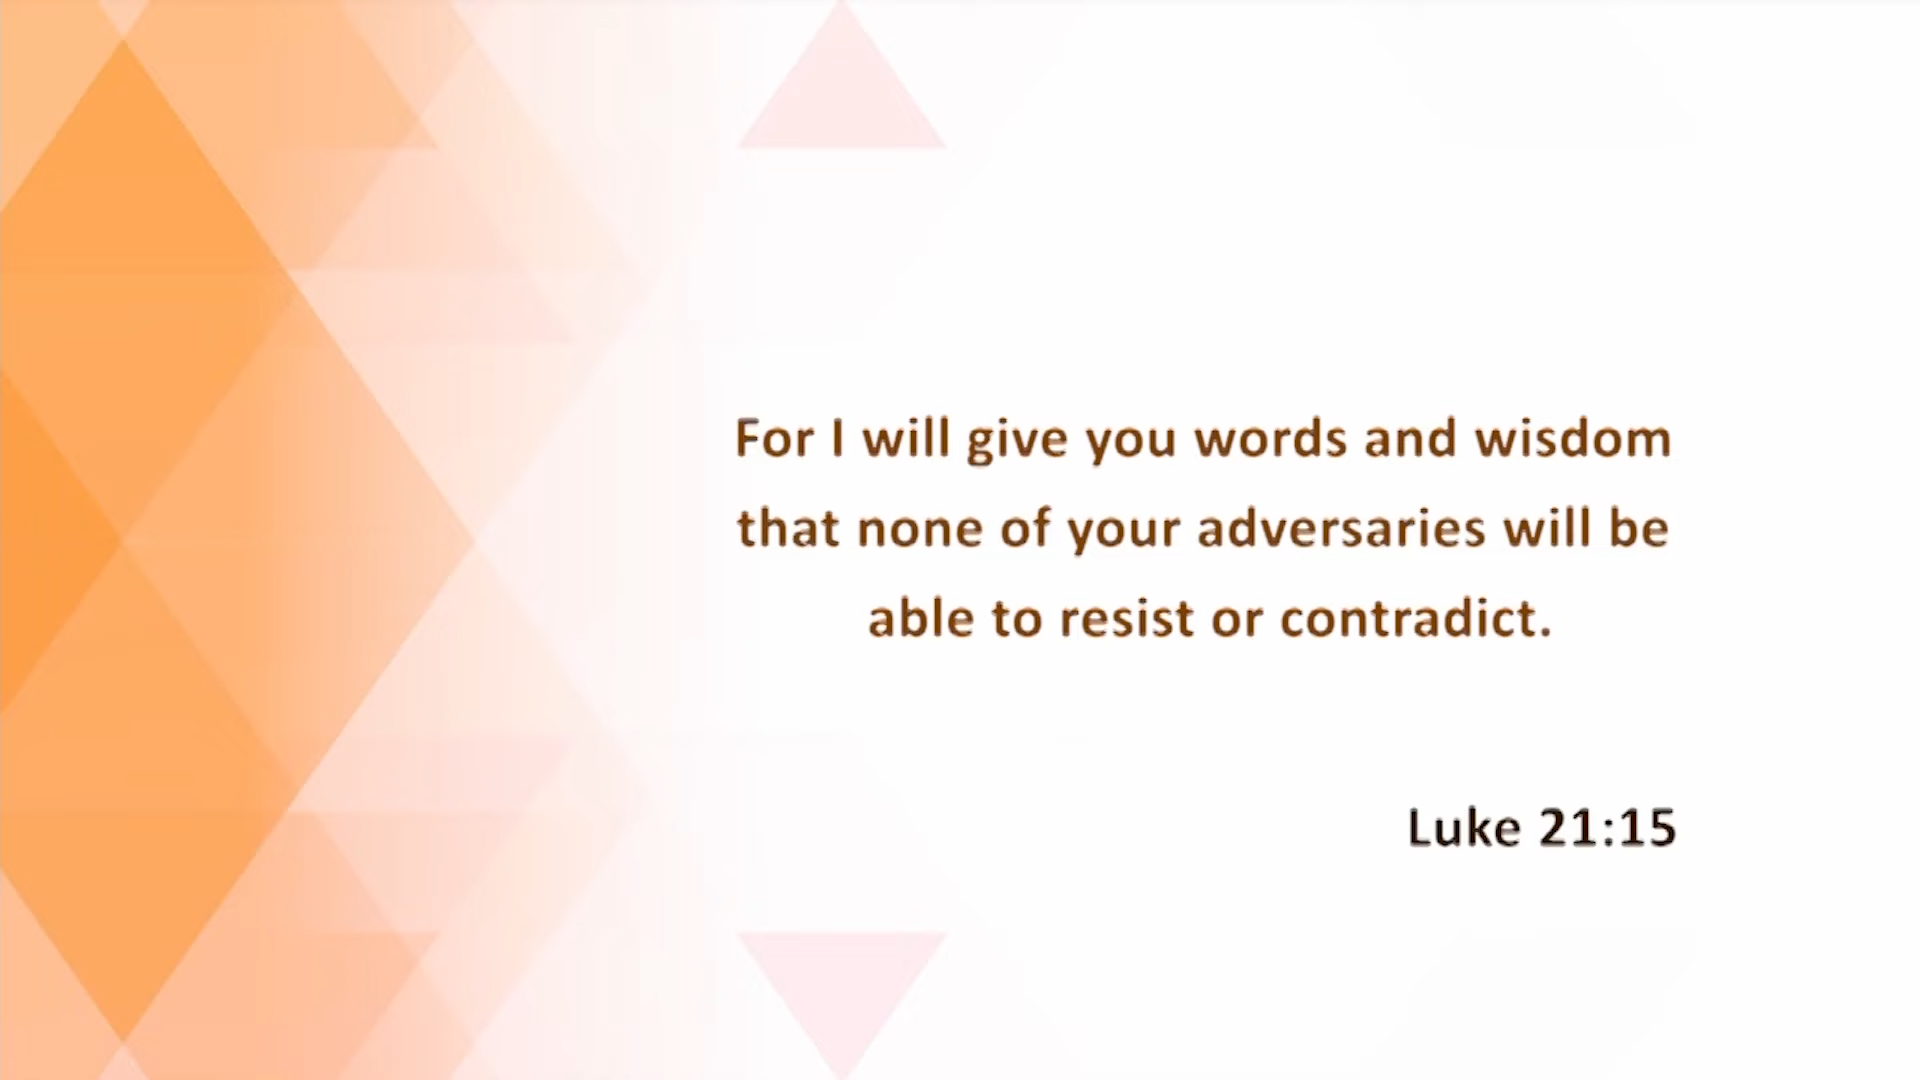 For I will give you words and wisdom
that none of your adversaries will be
able to resist or contradict.
Luke 21:15